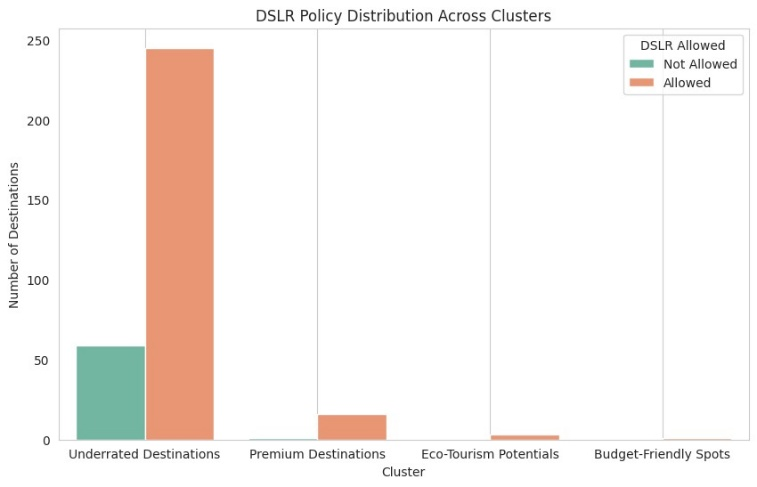 DSLR Policy Distribution Across Clusters
DSLR Allowed
Not Allowed
Allowed
Number of Destinations
250
200
150
100
50
0
Underrated Destinations Premium Destinations Eco-Tourism Potentials Budget-Friendly Spots
Cluster